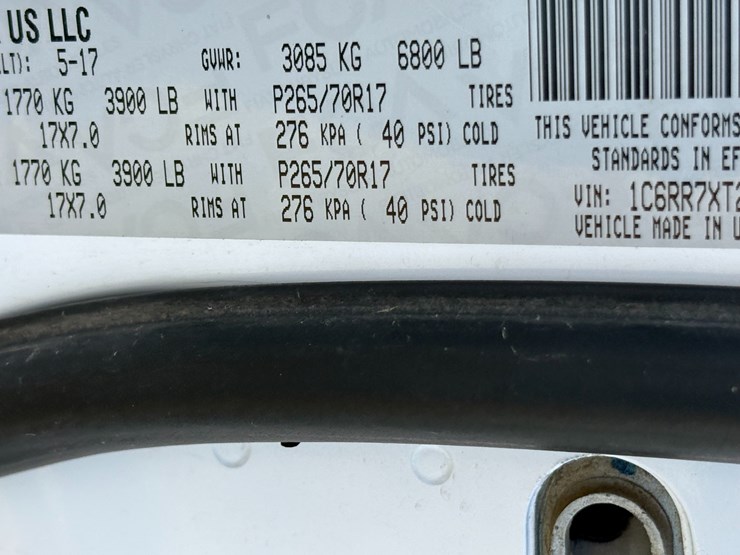 US LLC
LT): 5-17 GVWR: 3085 KG 6800 LB
1770 KG 3900 LB WITH P265/70R17 TIRES
17X7.0 RIMS AT 276 KPA ( 40 PSI) COLD
1770 KG 3900 LB WITH P265/70R17 TIRES
17X7.0 RIMS AT 276 KPA ( 40 PSI) COLD
THIS VEHICLE CONFORMS
STANDARDS IN EF
VIN: 1C6RR7XT2
VEHICLE MADE IN U